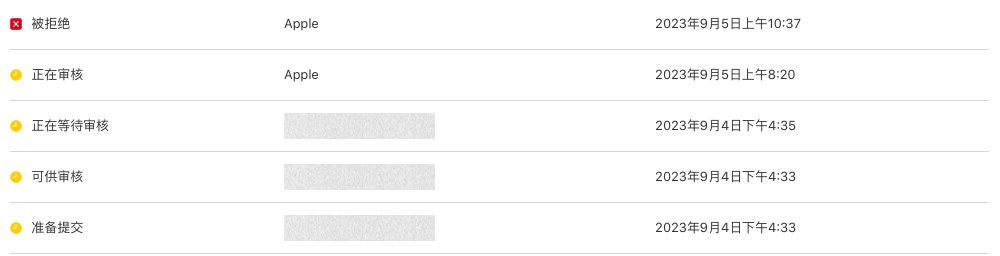 被拒绝 Apple 2023年9月5日上午10:37
正在审核 Apple 2023年9月5日上午8:20
正在等待审核 2023年9月4日下午4:35
可供审核 2023年9月4日下午4:33
准备提交 2023年9月4日下午4:33